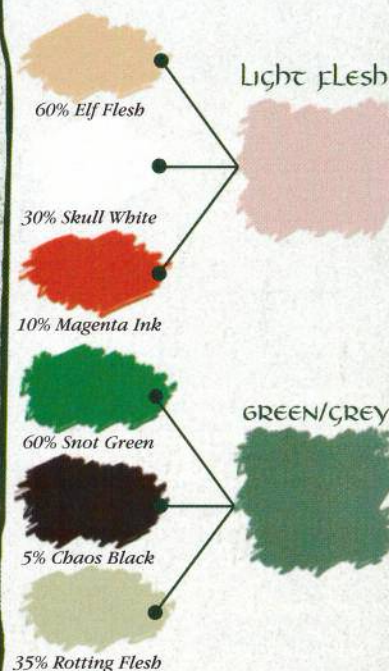 60% Elf Flesh
Light Flesh
30% Skull White
10% Magenta Ink
60% Snot Green
Green/Grey
5% Chaos Black
35% Rotting Flesh